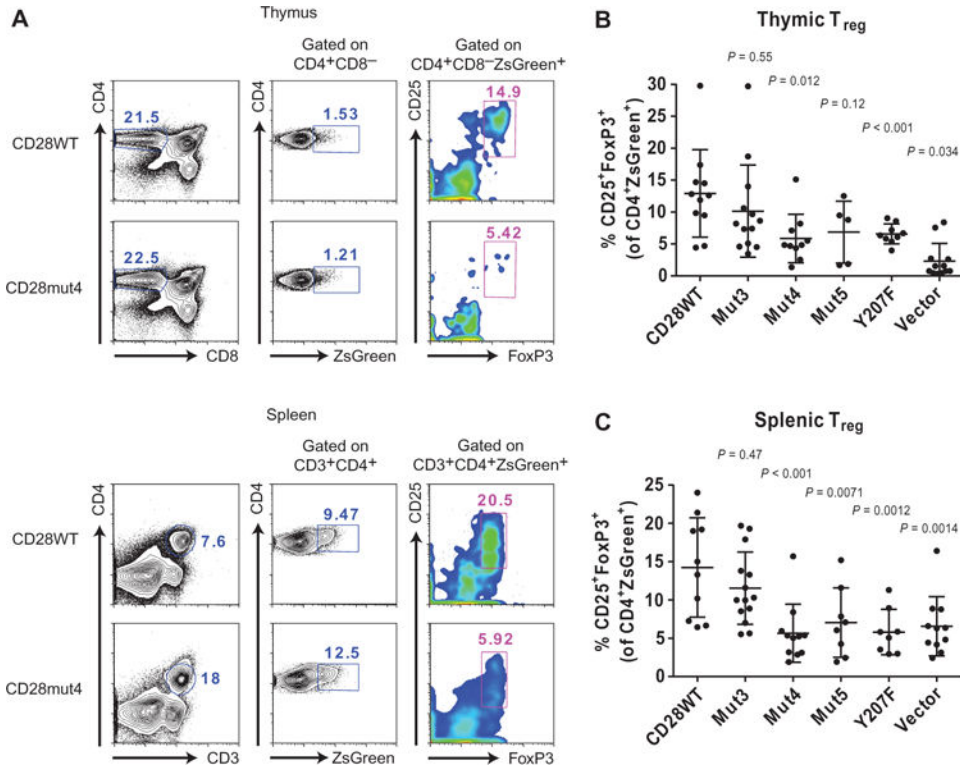 A
Thymus
Gated on
CD4+CD8−
Gated on
CD4+CD8−ZsGreen+
CD4
CD4
CD25
CD28WT
21.5
1.53
14.9
CD28mut4
22.5
1.21
5.42
CD8
ZsGreen
FoxP3
Spleen
Gated on
CD3+CD4+
Gated on
CD3+CD4+ZsGreen+
CD4
CD4
CD25
CD28WT
7.6
9.47
20.5
CD28mut4
18
12.5
5.92
CD3
ZsGreen
FoxP3
B
Thymic Treg
P = 0.55
P = 0.012
P = 0.12
P < 0.001
P = 0.034
% CD25+FoxP3+
(of CD4+ZsGreen+)
30
25
20
15
10
5
0
CD28WT
Mut3
Mut4
Mut5
Y207F
Vector
C
Splenic Treg
P = 0.47
P < 0.001
P = 0.0071
P = 0.0012
P = 0.0014
% CD25+FoxP3+
(of CD4+ZsGreen+)
25
20
15
10
5
0
CD28WT
Mut3
Mut4
Mut5
Y207F
Vector